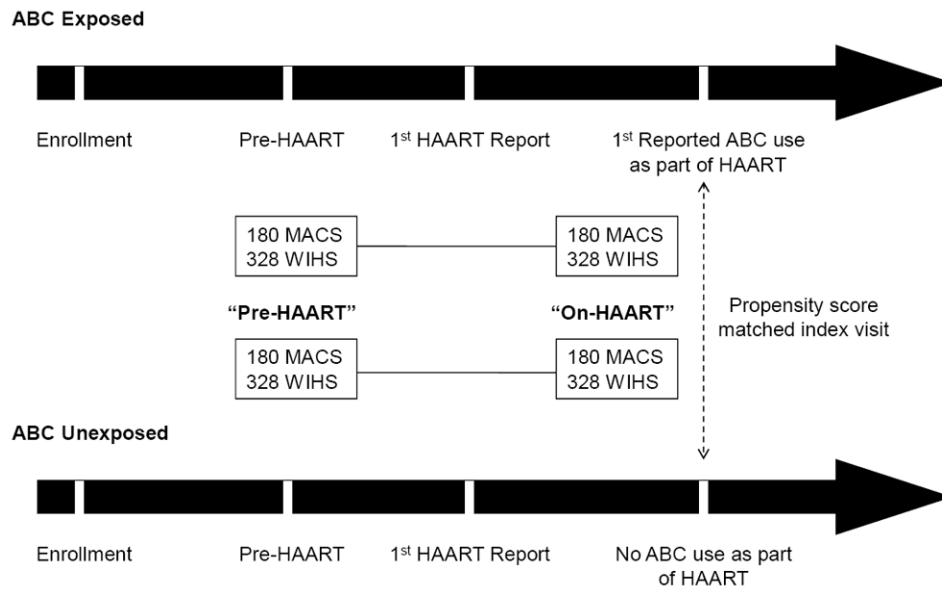 ABC Exposed
Enrollment
Pre-HAART
1st HAART Report
1st Reported ABC use
as part of HAART
180 MACS
328 WIHS
180 MACS
328 WIHS
“Pre-HAART”
“On-HAART”
Propensity score
matched index visit
180 MACS
328 WIHS
180 MACS
328 WIHS
ABC Unexposed
Enrollment
Pre-HAART
1st HAART Report
No ABC use as part
of HAART